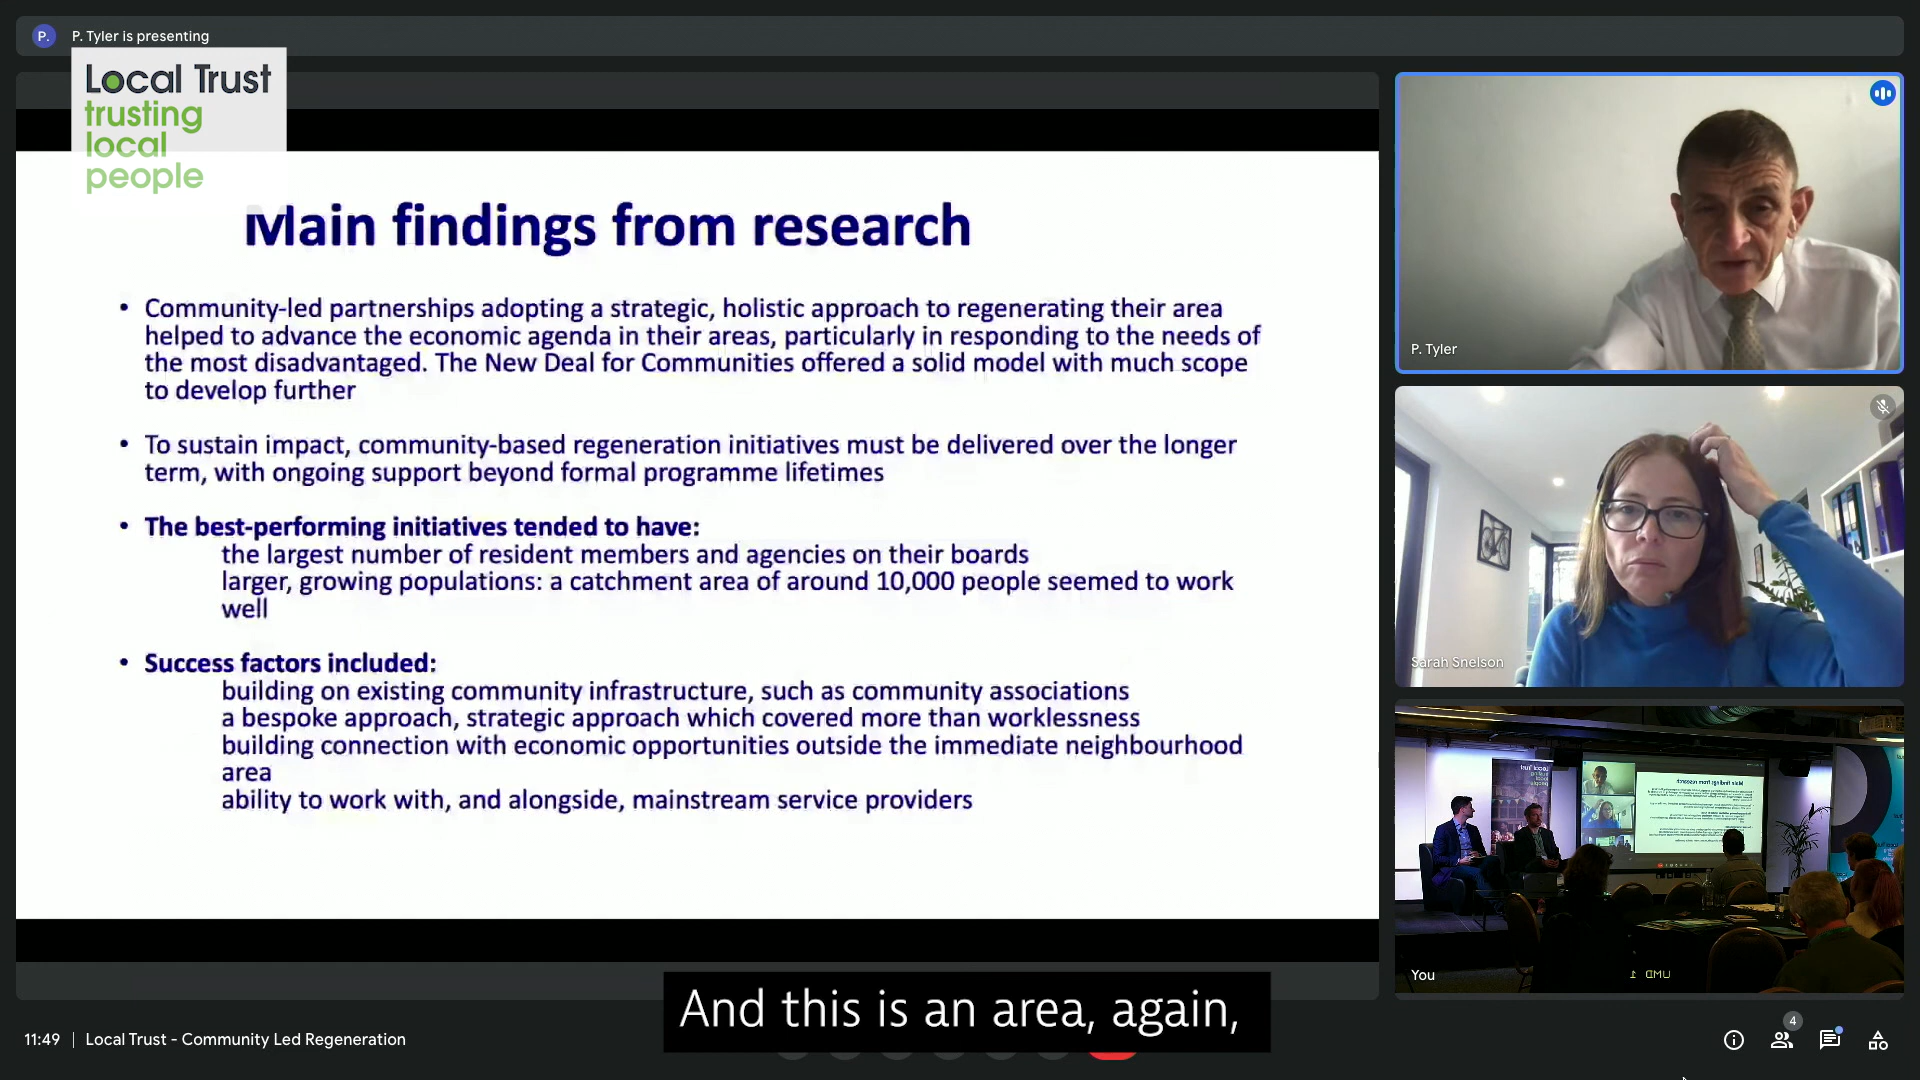 P. P. Tyler is presenting
Local Trust
trusting
local
people
Main findings from research
• Community-led partnerships adopting a strategic, holistic approach to regenerating their area
helped to advance the economic agenda in their areas, particularly in responding to the needs of
the most disadvantaged. The New Deal for Communities offered a solid model with much scope
to develop further
• To sustain impact, community-based regeneration initiatives must be delivered over the longer
term, with ongoing support beyond formal programme lifetimes
• The best-performing initiatives tended to have:
the largest number of resident members and agencies on their boards
larger, growing populations: a catchment area of around 10,000 people seemed to work
well
• Success factors included:
building on existing community infrastructure, such as community associations
a bespoke approach, strategic approach which covered more than worklessness
building connection with economic opportunities outside the immediate neighbourhood
area
ability to work with, and alongside, mainstream service providers
P. Tyler
Sarah Snelson
You
And this is an area, again,
11:49 | Local Trust - Community Led Regeneration
4